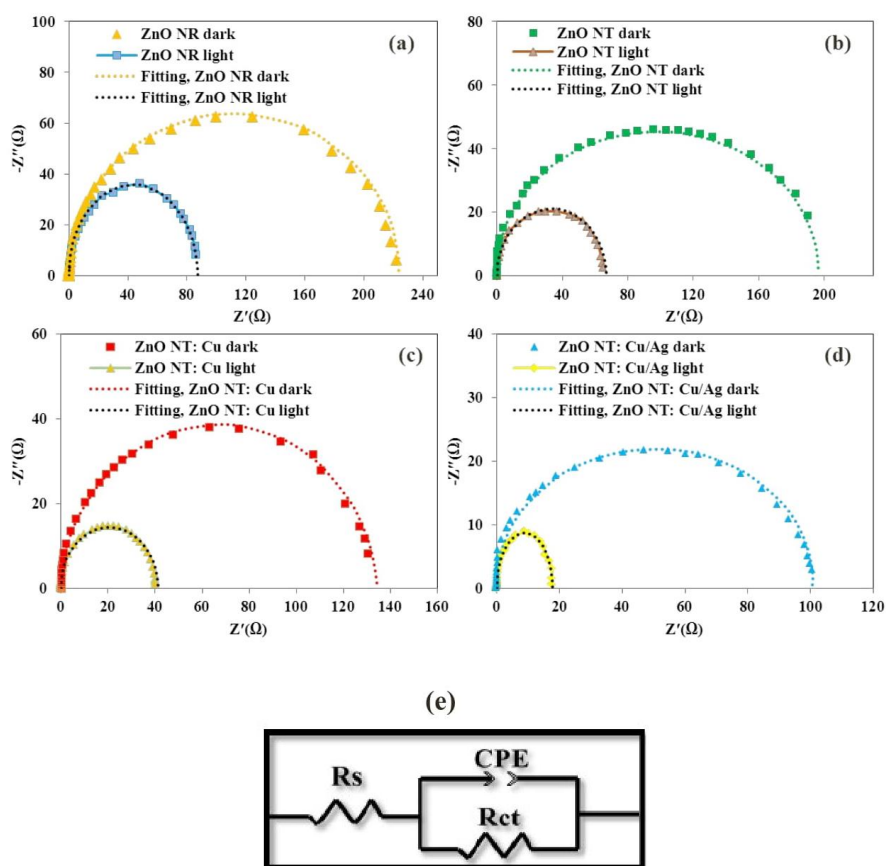 (a)
ZnO NR dark
ZnO NR light
Fitting, ZnO NR dark
Fitting, ZnO NR light
100
80
60
40
20
0
-Z″(Ω)
0 40 80 120 160 200 240
Z′(Ω)
(b)
ZnO NT dark
ZnO NT light
Fitting, ZnO NT dark
Fitting, ZnO NT light
80
60
40
20
0
-Z″(Ω)
0 40 80 120 160 200
Z′(Ω)
(c)
ZnO NT: Cu dark
ZnO NT: Cu light
Fitting, ZnO NT: Cu dark
Fitting, ZnO NT: Cu light
60
40
20
0
-Z″(Ω)
0 20 40 60 80 100 120 140 160
Z′(Ω)
(d)
ZnO NT: Cu/Ag dark
ZnO NT: Cu/Ag light
Fitting, ZnO NT: Cu/Ag dark
Fitting, ZnO NT: Cu/Ag light
40
30
20
10
0
-Z″(Ω)
0 20 40 60 80 100 120
Z′(Ω)
(e)
Rs
CPE
Rct